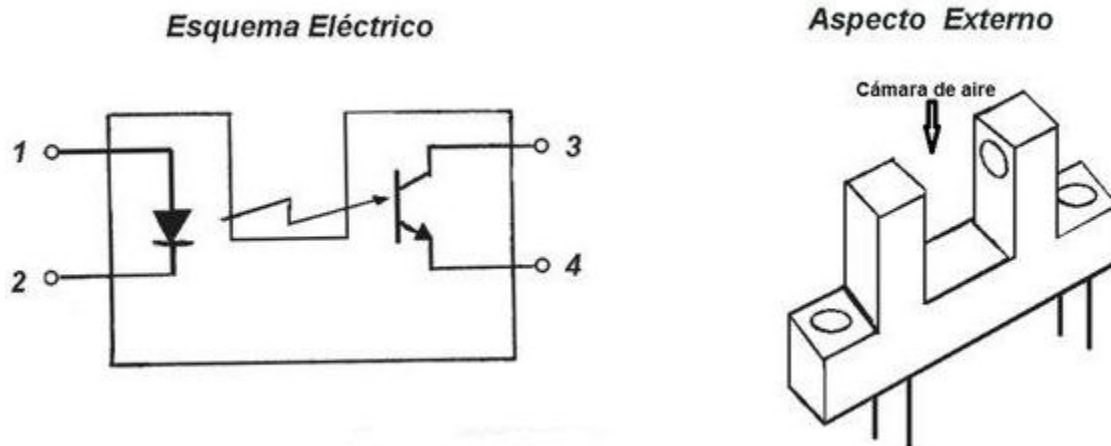 Esquema Eléctrico
Aspecto Externo
Cámara de aire
1
3
2
4